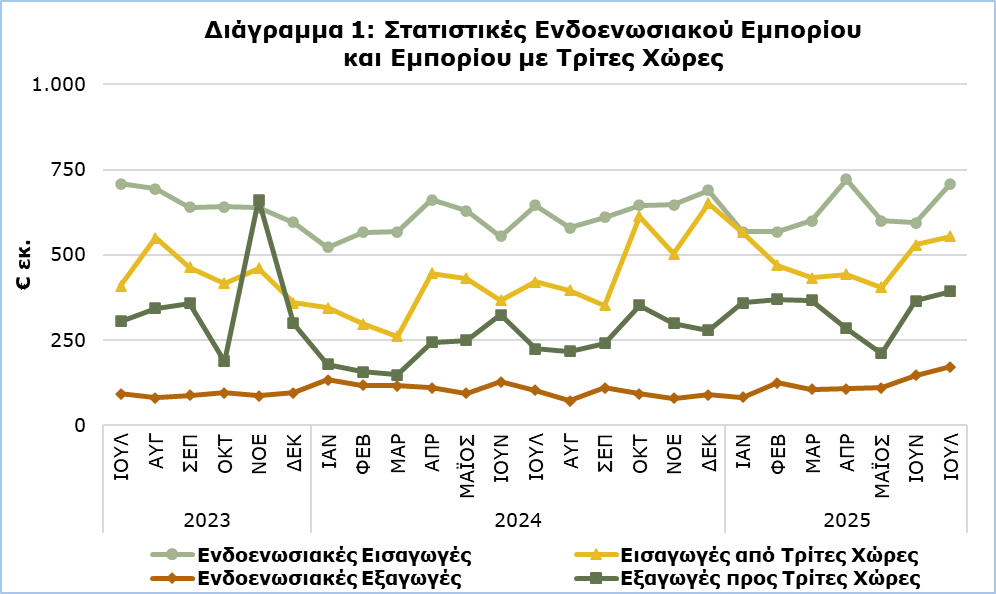 Διάγραμμα 1: Στατιστικές Ενδοενωσιακού Εμπορίου
και Εμπορίου με Τρίτες Χώρες
1.000
750
500
250
0
€ εκ.
ΙΟΥΛ ΑΥΓ ΣΕΠ ΟΚΤ ΝΟΕ ΔΕΚ ΙΑΝ ΦΕΒ ΜΑΡ ΑΠΡ ΜΑΪΟΣ ΙΟΥΝ ΙΟΥΛ ΑΥΓ ΣΕΠ ΟΚΤ ΝΟΕ ΔΕΚ ΙΑΝ ΦΕΒ ΜΑΡ ΑΠΡ ΜΑΪΟΣ ΙΟΥΝ ΙΟΥΛ
2023 2024 2025
Ενδοενωσιακές Εισαγωγές Εισαγωγές από Τρίτες Χώρες
Ενδοενωσιακές Εξαγωγές Εξαγωγές προς Τρίτες Χώρες